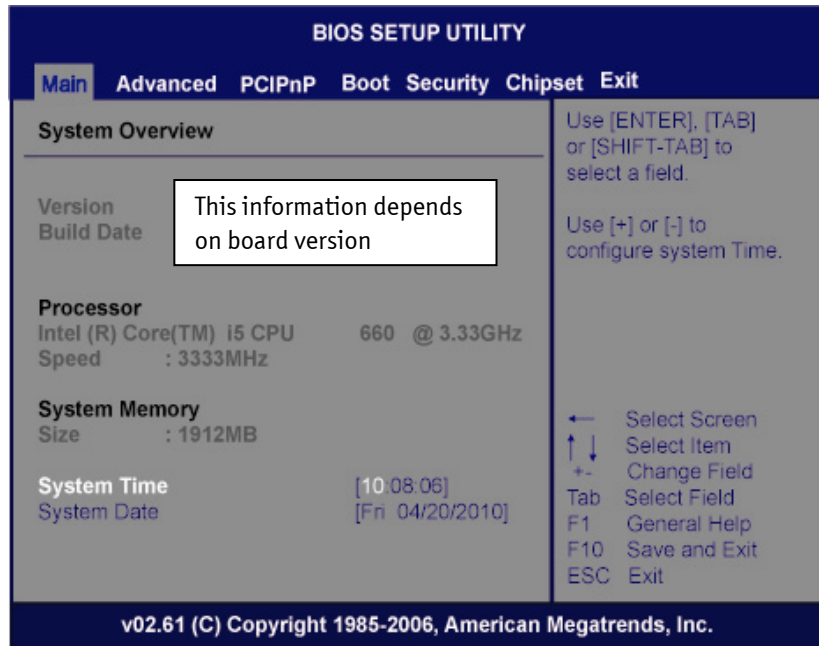 BIOS SETUP UTILITY
Main Advanced PCIPnP Boot Security Chipset Exit
System Overview
Version
Build Date
This information depends
on board version
Processor
Intel (R) Core(TM) i5 CPU 660 @ 3.33GHz
Speed : 3333MHz
System Memory
Size : 1912MB
System Time [10:08:06]
System Date [Fri 04/20/2010]
Use [ENTER], [TAB]
or [SHIFT-TAB] to
select a field.
Use [+] or [-] to
configure system Time.
← Select Screen
↑↓ Select Item
+- Change Field
Tab Select Field
F1 General Help
F10 Save and Exit
ESC Exit
v02.61 (C) Copyright 1985-2006, American Megatrends, Inc.